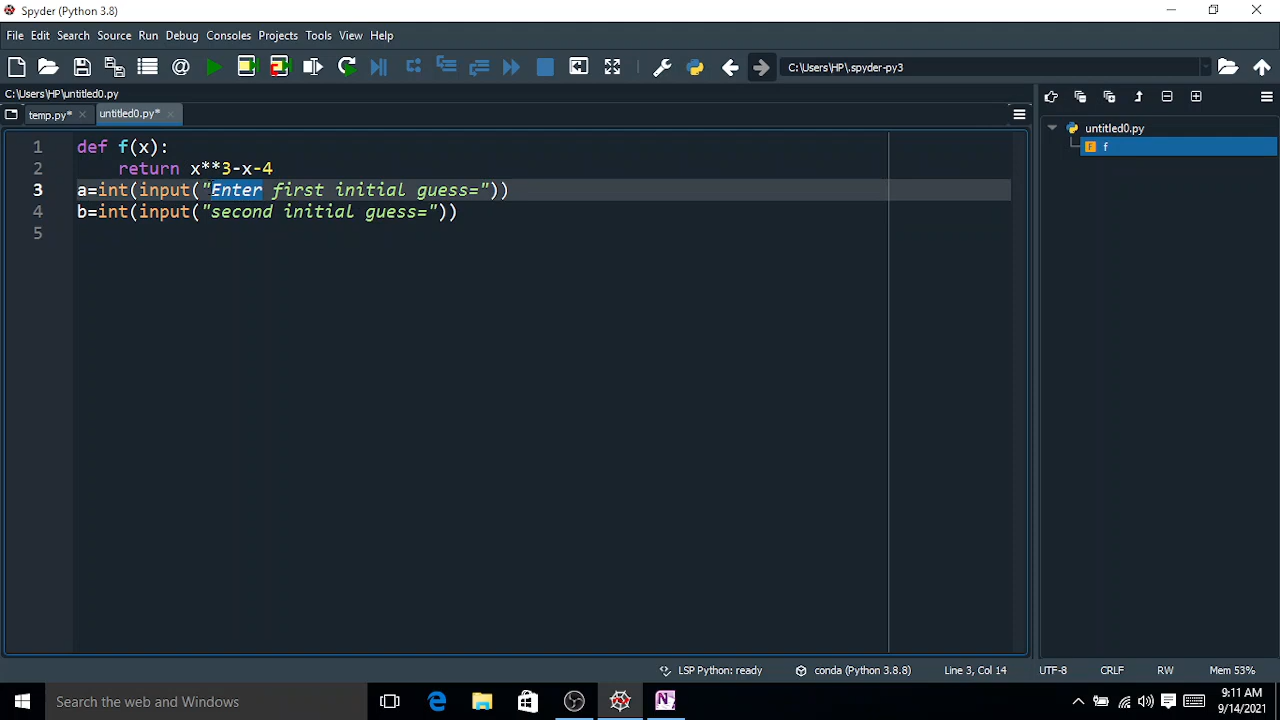 Spyder (Python 3.8)
File Edit Search Source Run Debug Consoles Projects Tools View Help
C:\Users\HP\.spyder-py3
C:\Users\HP\untitled0.py
temp.py* untitled0.py*
untitled0.py
f
1 def f(x):
2 return x**3-x-4
3 a=int(input("Enter first initial guess="))
4 b=int(input("second initial guess="))
5
LSP Python: ready conda (Python 3.8.8) Line 3, Col 14 UTF-8 CRLF RW Mem 53%
Search the web and Windows
9:11 AM
9/14/2021